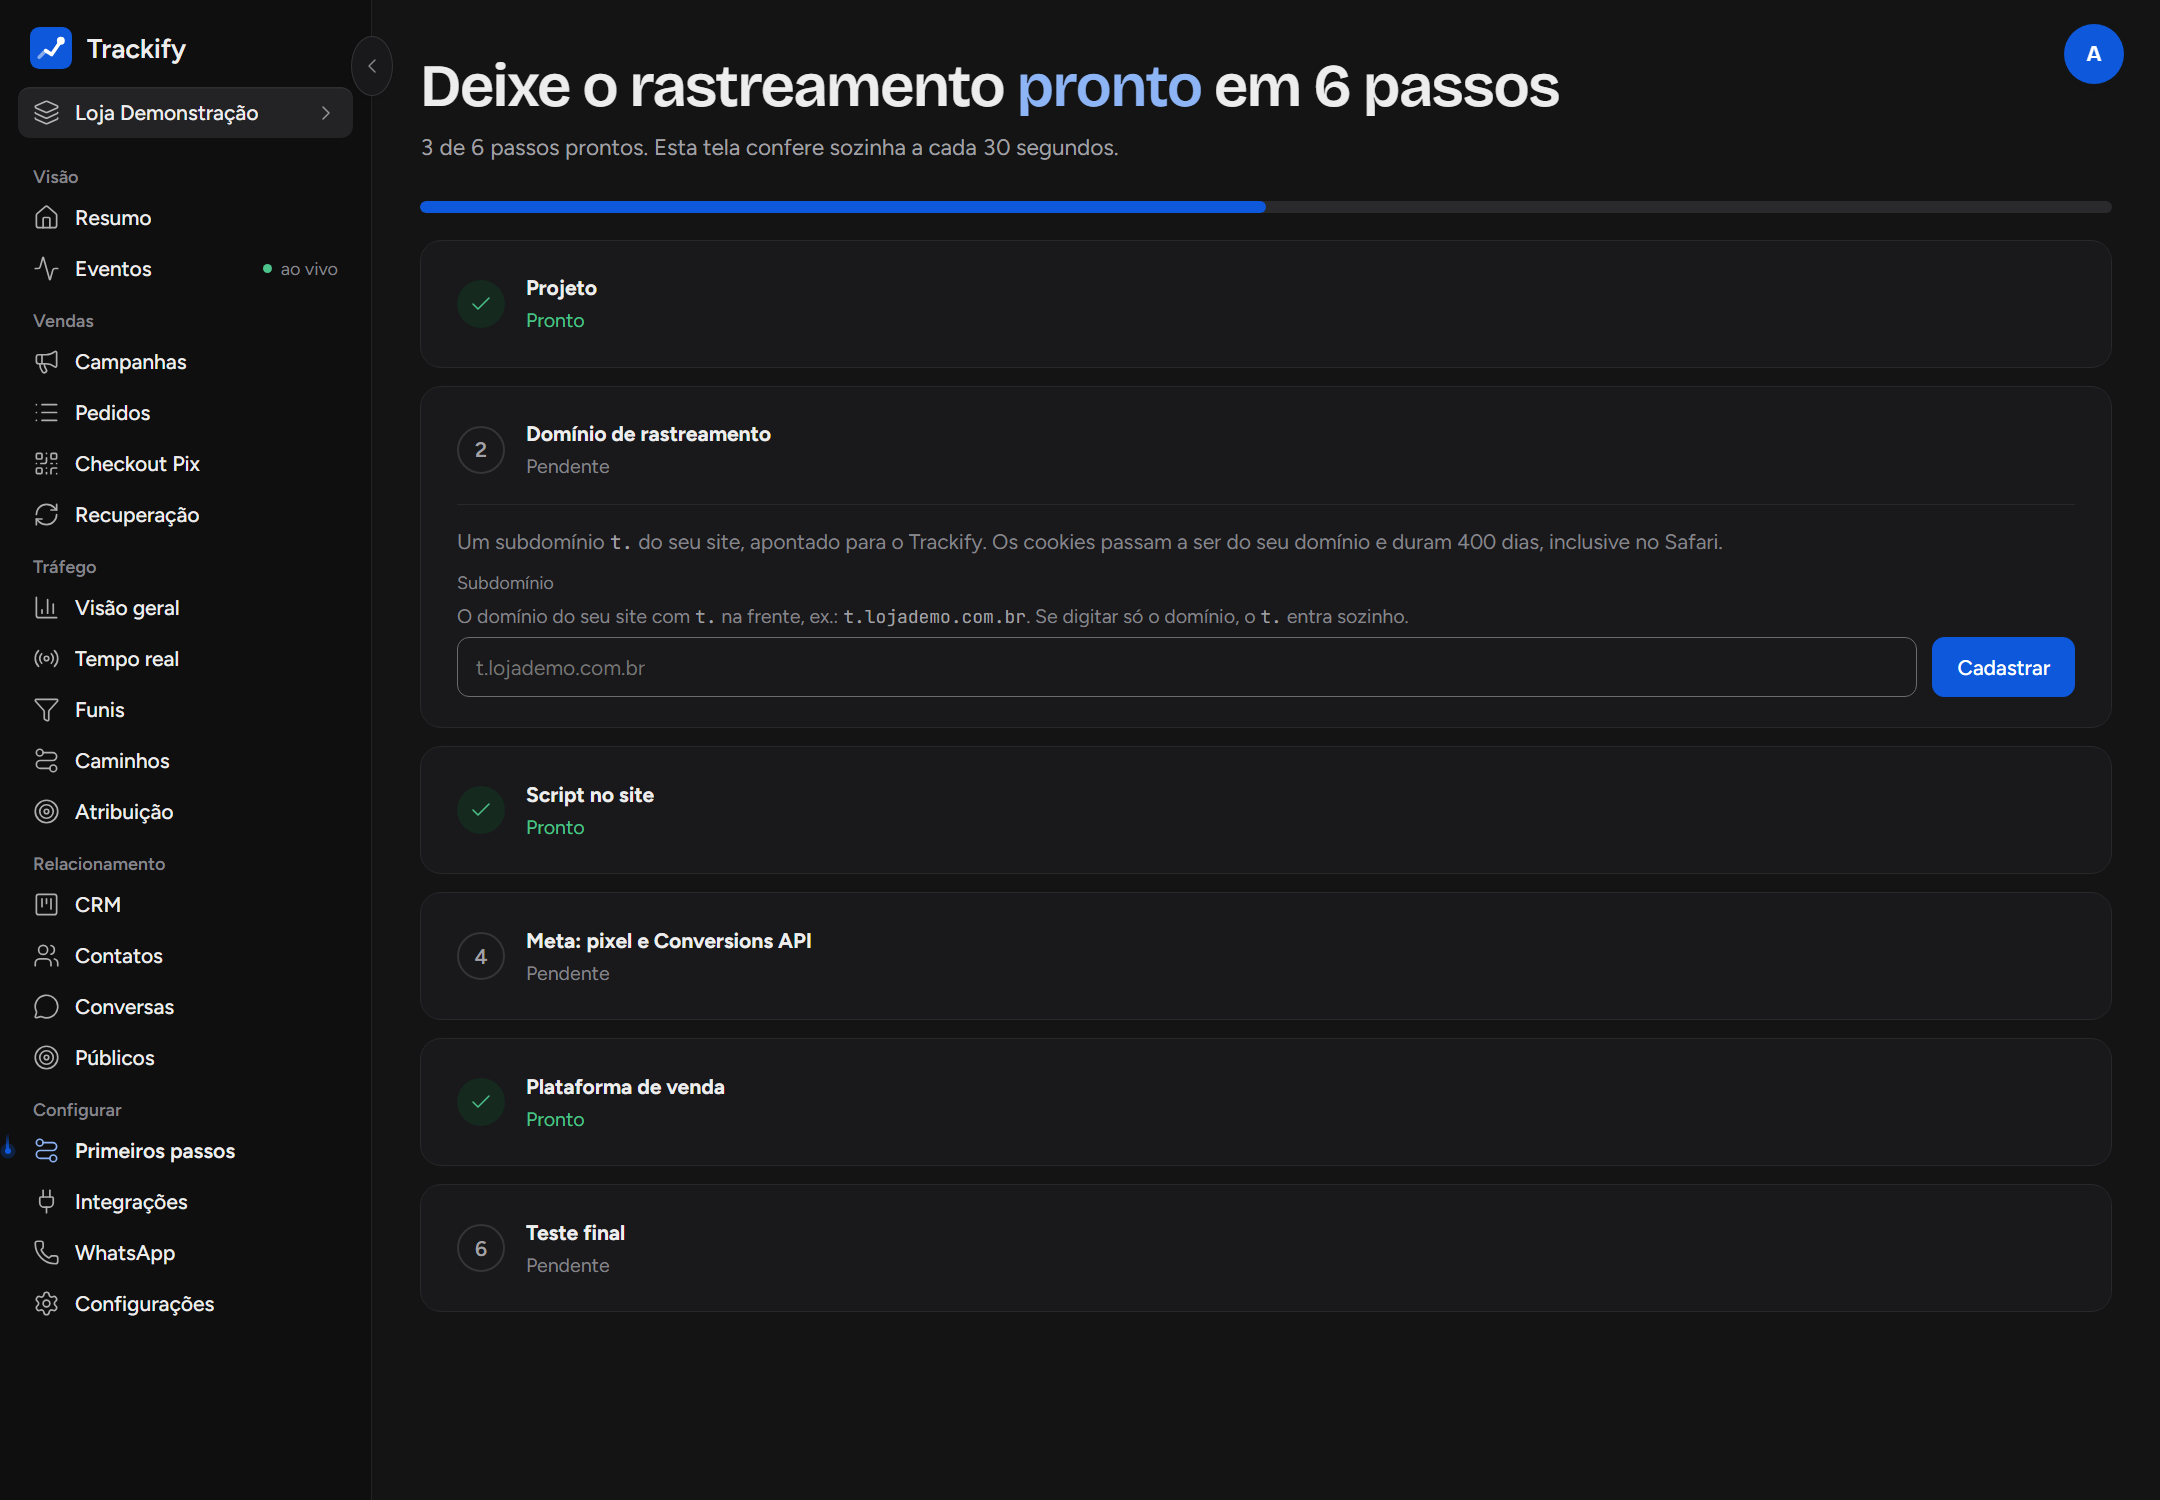 Trackify
Loja Demonstração
Visão
Resumo
Eventos
ao vivo
Vendas
Campanhas
Pedidos
Checkout Pix
Recuperação
Tráfego
Visão geral
Tempo real
Funis
Caminhos
Atribuição
Relacionamento
CRM
Contatos
Conversas
Públicos
Configurar
Primeiros passos
Integrações
WhatsApp
Configurações
A
Deixe o rastreamento pronto em 6 passos
3 de 6 passos prontos. Esta tela confere sozinha a cada 30 segundos.
Projeto
Pronto
2
Domínio de rastreamento
Pendente
Um subdomínio t. do seu site, apontado para o Trackify. Os cookies passam a ser do seu domínio e duram 400 dias, inclusive no Safari.
Subdomínio
O domínio do seu site com t. na frente, ex.: t.lojademo.com.br. Se digitar só o domínio, o t. entra sozinho.
t.lojademo.com.br
Cadastrar
Script no site
Pronto
4
Meta: pixel e Conversions API
Pendente
Plataforma de venda
Pronto
6
Teste final
Pendente